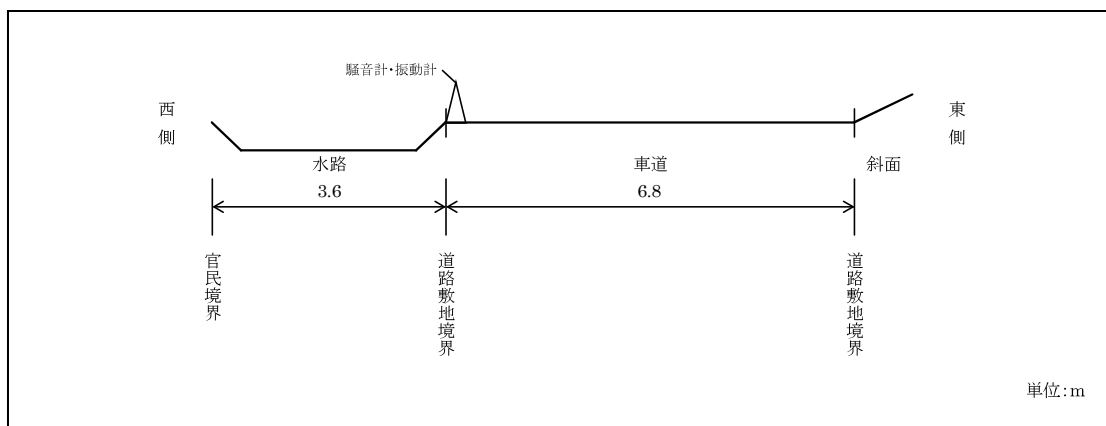 騒音計・振動計
西側
東側
水路
車道
斜面
3.6
6.8
官民境界
道路敷地境界
道路敷地境界
単位:m